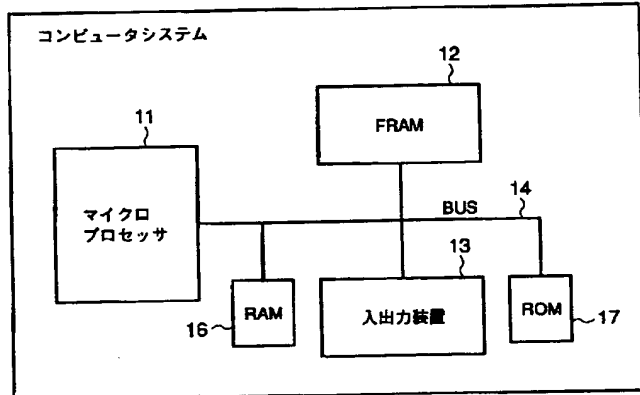 コンピュータシステム
12
11
FRAM
マイクロ
プロセッサ
BUS
14
13
RAM
16
入出力装置
ROM
17